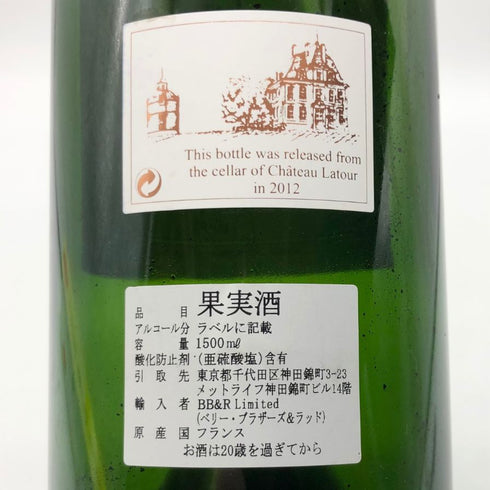 This bottle was released from
the cellar of Château Latour
in 2012
品　　目　果実酒
アルコール分　ラベルに記載
容　　量　1500mℓ
酸化防止剤　(亜硫酸塩)含有
引　取　先　東京都千代田区神田錦町3-23
メットライフ神田錦町ビル14階
輸　入　者　BB&R Limited
(ベリー・ブラザーズ&ラッド)
原　産　国　フランス
お酒は20歳を過ぎてから